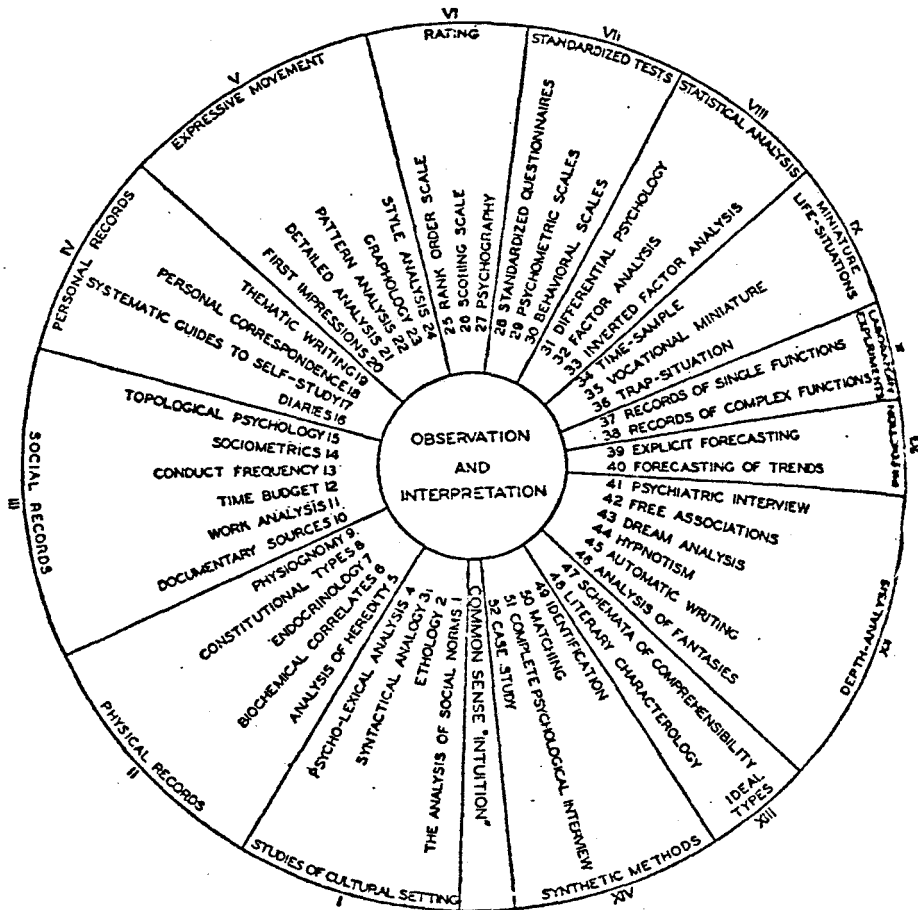 OBSERVATION
AND
INTERPRETATION
COMMON SENSE "INTUITION"
I
STUDIES OF CULTURAL SETTING
THE ANALYSIS OF SOCIAL NORMS 1
ETHOLOGY 2
SYNTACTICAL ANALOGY 3
PSYCHO-LEXICAL ANALYSIS 4
II
PHYSICAL RECORDS
ANALYSIS OF HEREDITY 5
BIOCHEMICAL CORRELATES 6
ENDOCRINOLOGY 7
CONSTITUTIONAL TYPES 8
PHYSIOGNOMY 9
III
SOCIAL RECORDS
DOCUMENTARY SOURCES 10
WORK ANALYSIS 11
TIME BUDGET 12
CONDUCT FREQUENCY 13
SOCIOMETRICS 14
TOPOLOGICAL PSYCHOLOGY 15
IV
PERSONAL RECORDS
DIARIES 16
SYSTEMATIC GUIDES TO SELF-STUDY 17
PERSONAL CORRESPONDENCE 18
THEMATIC WRITING 19
V
EXPRESSIVE MOVEMENT
FIRST IMPRESSIONS 20
DETAILED ANALYSIS 21
PATTERN ANALYSIS 22
GRAPHOLOGY 23
STYLE ANALYSIS 24
VI
RATING
25 RANK ORDER SCALE
26 SCORING SCALE
27 PSYCHOGRAPHY
VII
STANDARDIZED TESTS
28 STANDARDIZED QUESTIONNAIRES
29 PSYCHOMETRIC SCALES
30 BEHAVIORAL SCALES
VIII
STATISTICAL ANALYSIS
31 DIFFERENTIAL PSYCHOLOGY
32 FACTOR ANALYSIS
33 INVERTED FACTOR ANALYSIS
IX
MINIATURE
LIFE-SITUATIONS
34 TIME-SAMPLE
35 VOCATIONAL MINIATURE
36 TRAP-SITUATION
LABORATORY
EXPERIMENTS
37 RECORDS OF SINGLE FUNCTIONS
38 RECORDS OF COMPLEX FUNCTIONS
39 EXPLICIT FORECASTING
40 FORECASTING OF TRENDS
DEPTH-ANALYSIS
41 PSYCHIATRIC INTERVIEW
42 FREE ASSOCIATIONS
43 DREAM ANALYSIS
44 HYPNOTISM
45 AUTOMATIC WRITING
46 ANALYSIS OF FANTASIES
XIII
IDEAL
TYPES
47 SCHEMATA OF COMPREHENSIBILITY
48 LITERARY CHARACTEROLOGY
XIV
SYNTHETIC METHODS
49 IDENTIFICATION
50 MATCHING
51 COMPLETE PSYCHOLOGICAL INTERVIEW
52 CASE STUDY